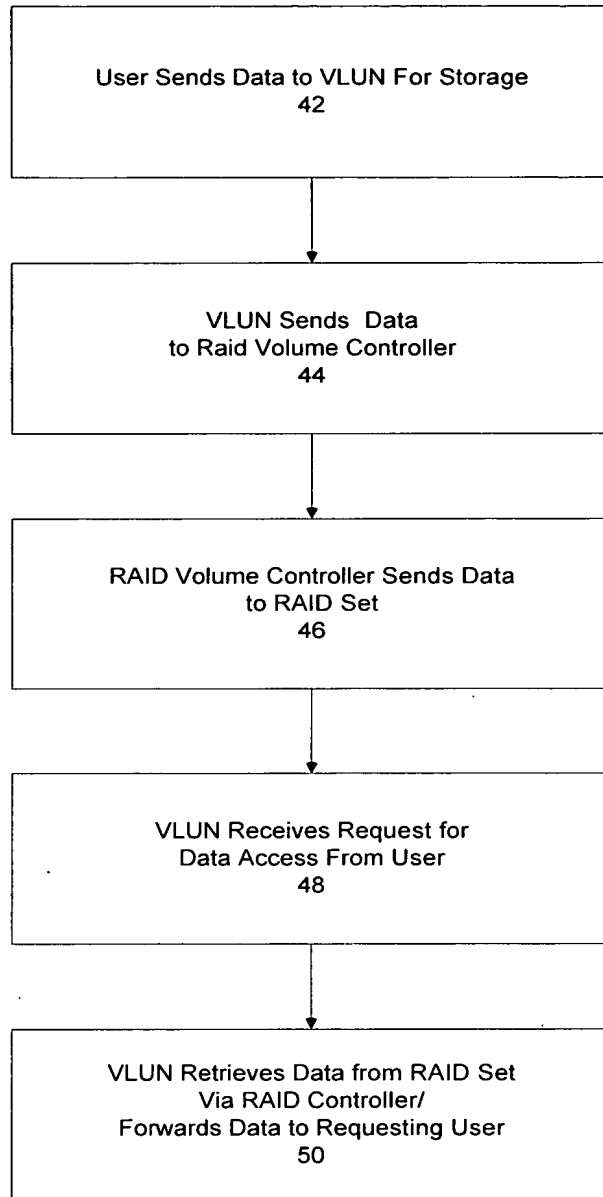 User Sends Data to VLUN For Storage
42
VLUN Sends Data
to Raid Volume Controller
44
RAID Volume Controller Sends Data
to RAID Set
46
VLUN Receives Request for
Data Access From User
48
VLUN Retrieves Data from RAID Set
Via RAID Controller/
Forwards Data to Requesting User
50